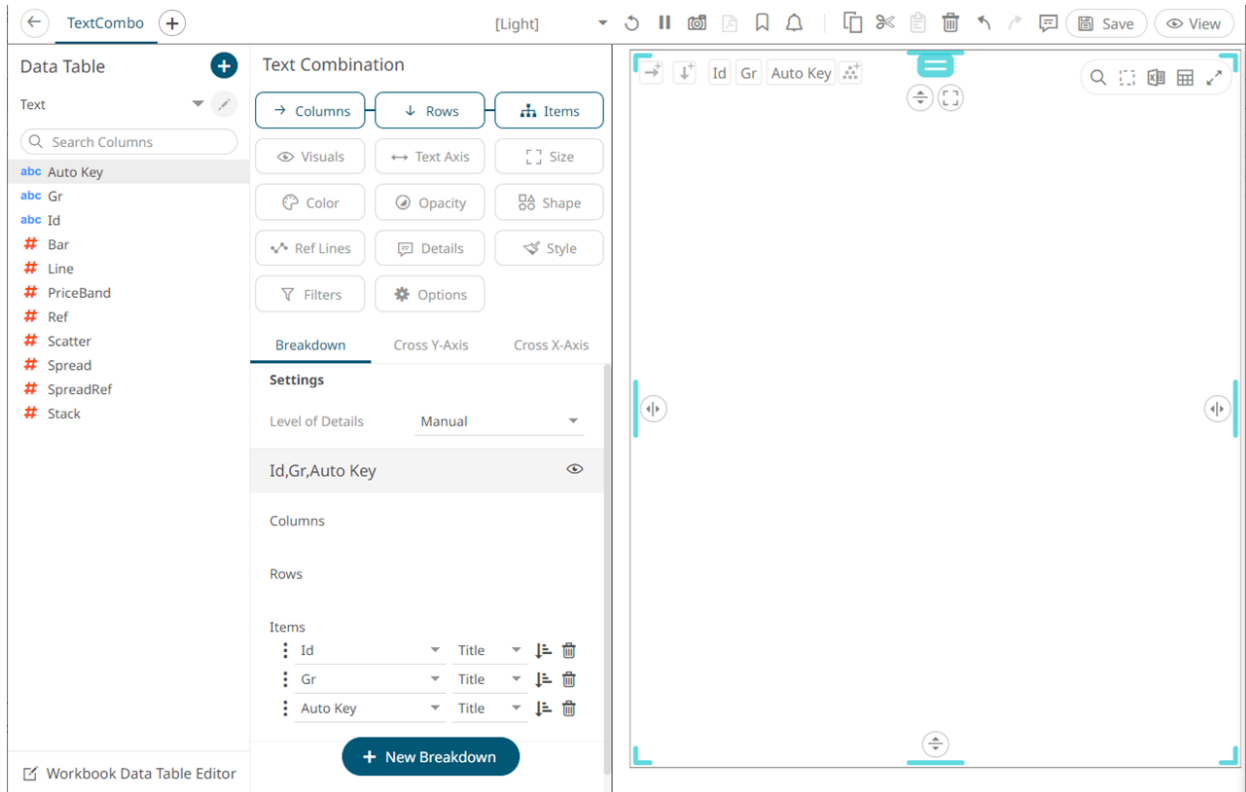 TextCombo
[Light]
Save
View
Data Table
Text
Search Columns
abc Auto Key
abc Gr
abc Id
# Bar
# Line
# PriceBand
# Ref
# Scatter
# Spread
# SpreadRef
# Stack
Workbook Data Table Editor
Text Combination
Columns Rows Items
Visuals Text Axis Size
Color Opacity Shape
Ref Lines Details Style
Filters Options
Breakdown Cross Y-Axis Cross X-Axis
Settings
Level of Details Manual
Id,Gr,Auto Key
Columns
Rows
Items
Id Title
Gr Title
Auto Key Title
+ New Breakdown
Id Gr Auto Key